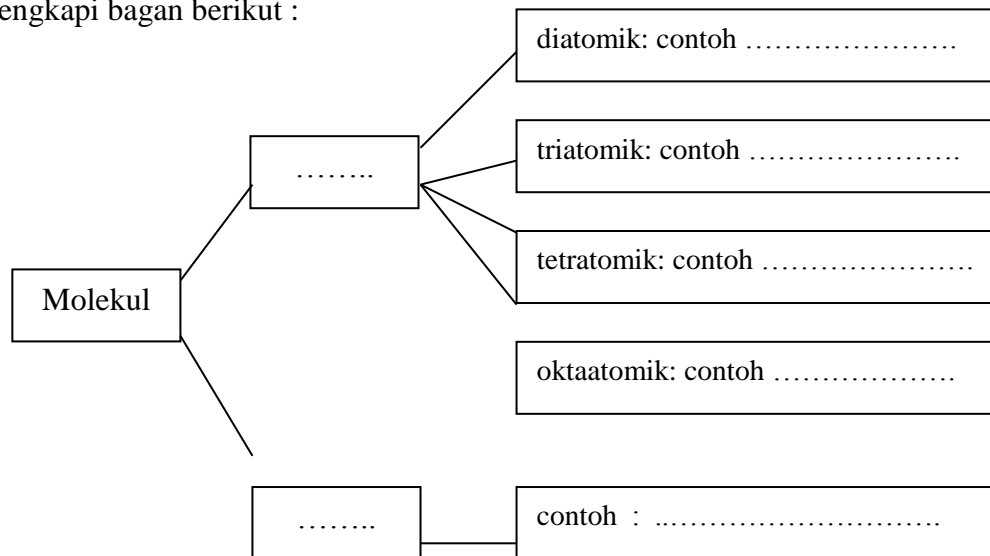 engkapi bagan berikut :
diatomik: contoh ………………….
triatomik: contoh ………………….
……..
tetratomik: contoh ………………….
Molekul
oktaatomik: contoh ……………….
……..
contoh : ..……………………….